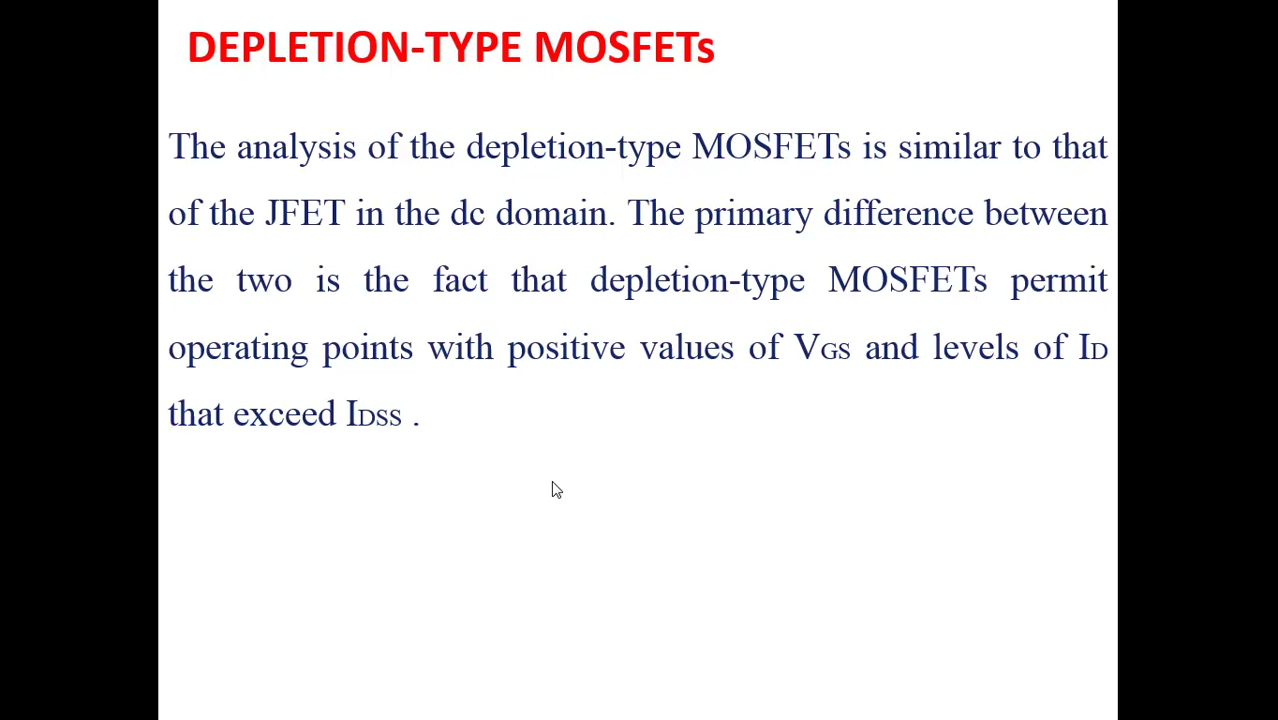 DEPLETION-TYPE MOSFETs
The analysis of the depletion-type MOSFETs is similar to that
of the JFET in the dc domain. The primary difference between
the two is the fact that depletion-type MOSFETs permit
operating points with positive values of VGS and levels of ID
that exceed IDSS .